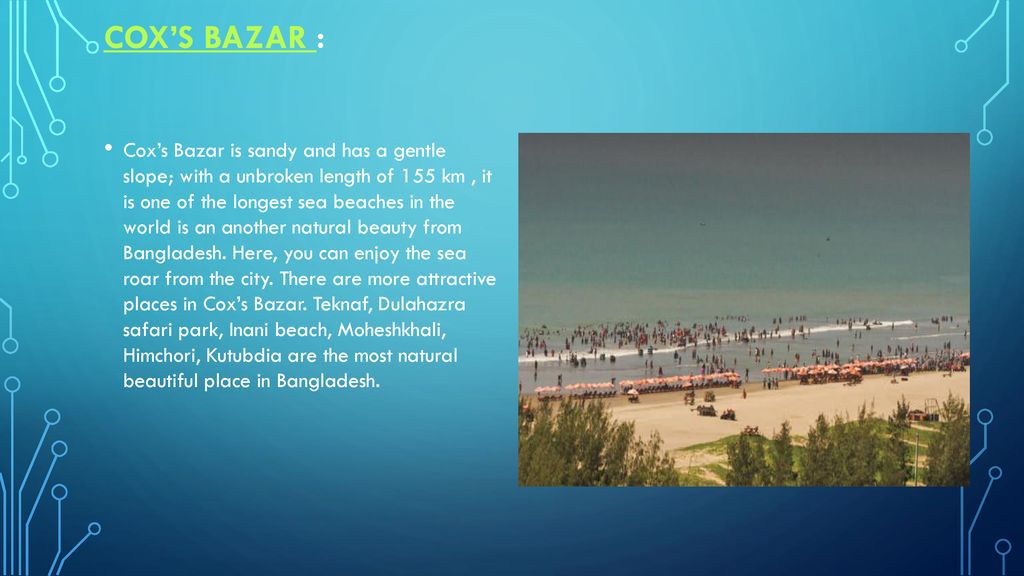 COX'S BAZAR :
• Cox's Bazar is sandy and has a gentle
slope; with a unbroken length of 155 km , it
is one of the longest sea beaches in the
world is an another natural beauty from
Bangladesh. Here, you can enjoy the sea
roar from the city. There are more attractive
places in Cox's Bazar. Teknaf, Dulahazra
safari park, Inani beach, Moheshkhali,
Himchori, Kutubdia are the most natural
beautiful place in Bangladesh.